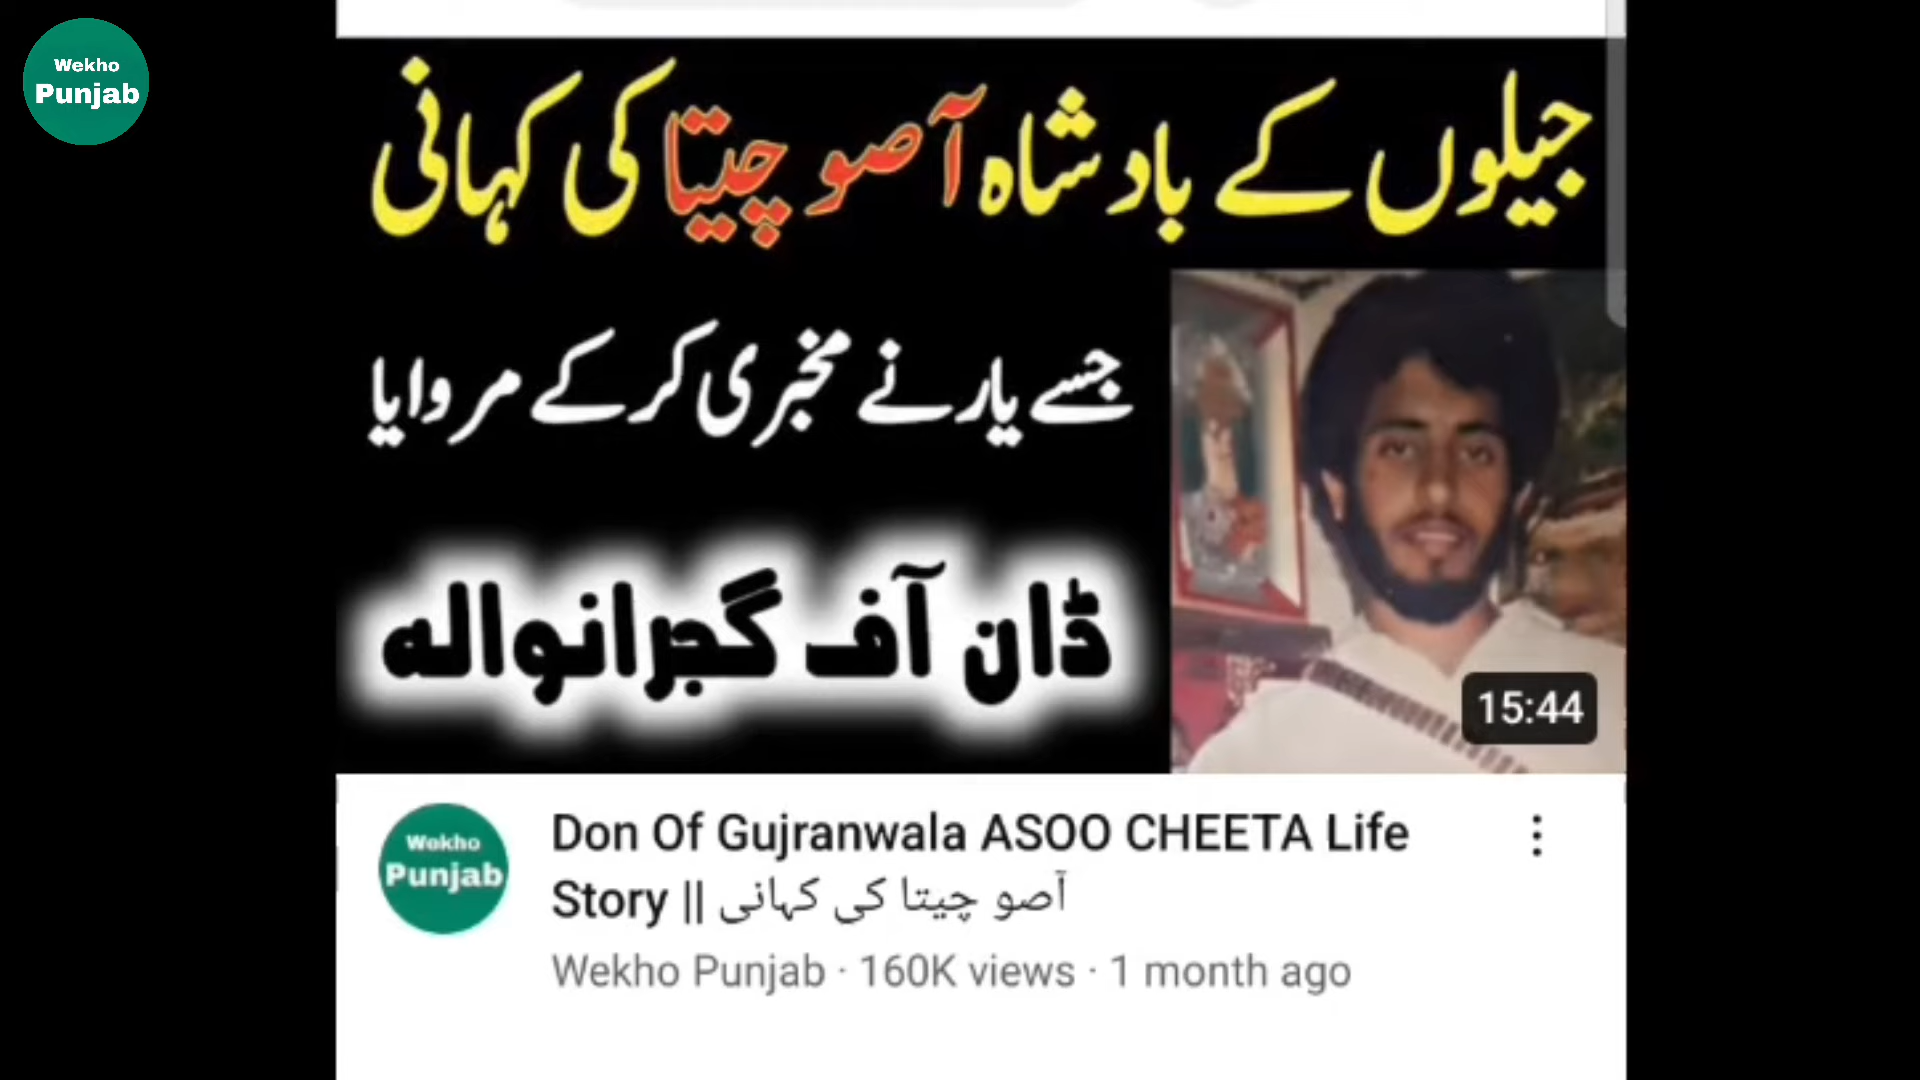 Wekho
Punjab
جیلوں کے بادشاہ آصو چیتا کی کہانی
جسے یار نے مخبری کر کے مروایا
ڈان آف گجرانوالہ
15:44
Wekho
Punjab
Don Of Gujranwala ASOO CHEETA Life
Story || آصو چیتا کی کہانی
Wekho Punjab · 160K views · 1 month ago